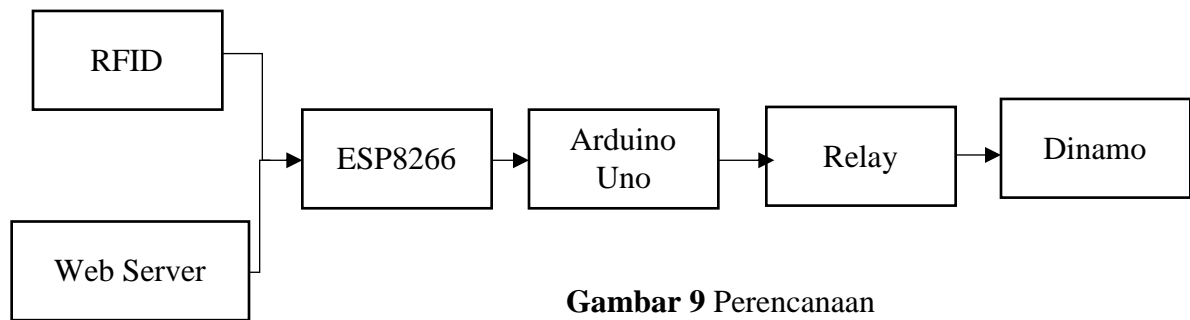 RFID
Web Server
ESP8266
Arduino
Uno
Relay
Dinamo
Gambar 9 Perencanaan